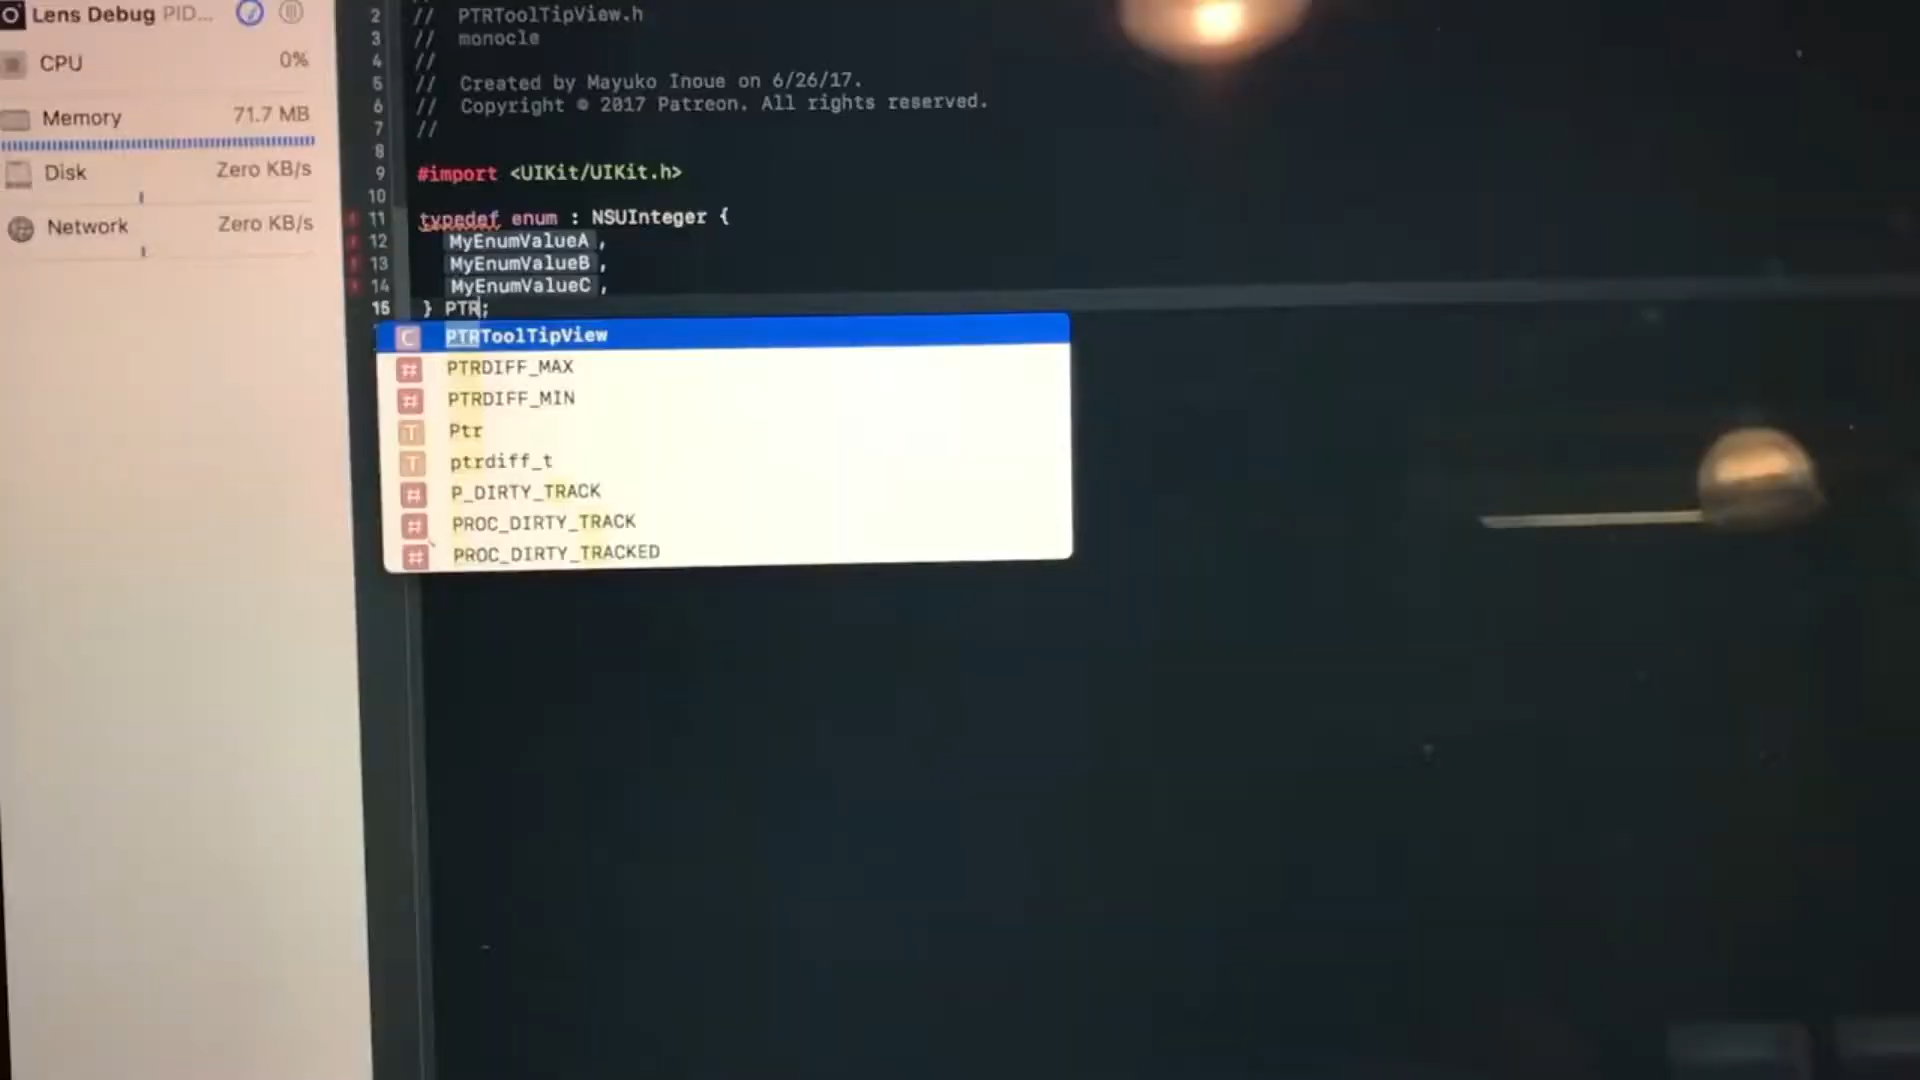 Lens Debug PID...
CPU 0%
Memory 71.7 MB
Disk Zero KB/s
Network Zero KB/s
2 // PTRToolTipView.h
3 // monocle
4 //
5 // Created by Mayuko Inoue on 6/26/17.
6 // Copyright © 2017 Patreon. All rights reserved.
7 //
8
9 #import <UIKit/UIKit.h>
10
11 typedef enum : NSUInteger {
12 MyEnumValueA,
13 MyEnumValueB,
14 MyEnumValueC,
15 } PTR;
C PTRToolTipView
# PTRDIFF_MAX
# PTRDIFF_MIN
T Ptr
T ptrdiff_t
# P_DIRTY_TRACK
# PROC_DIRTY_TRACK
# PROC_DIRTY_TRACKED